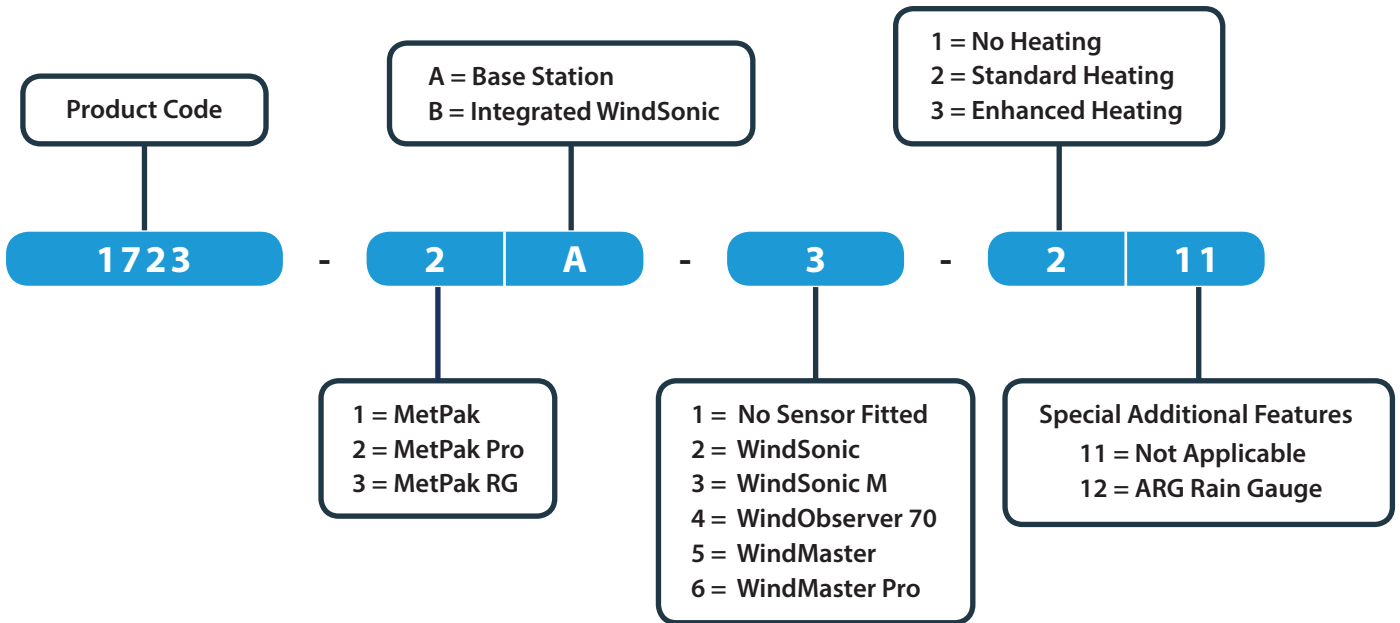 1 = No Heating
2 = Standard Heating
3 = Enhanced Heating
A = Base Station
B = Integrated WindSonic
Product Code
1723 - 2 A - 3 - 2 11
1 = MetPak
2 = MetPak Pro
3 = MetPak RG
1 = No Sensor Fitted
2 = WindSonic
3 = WindSonic M
4 = WindObserver 70
5 = WindMaster
6 = WindMaster Pro
Special Additional Features
11 = Not Applicable
12 = ARG Rain Gauge